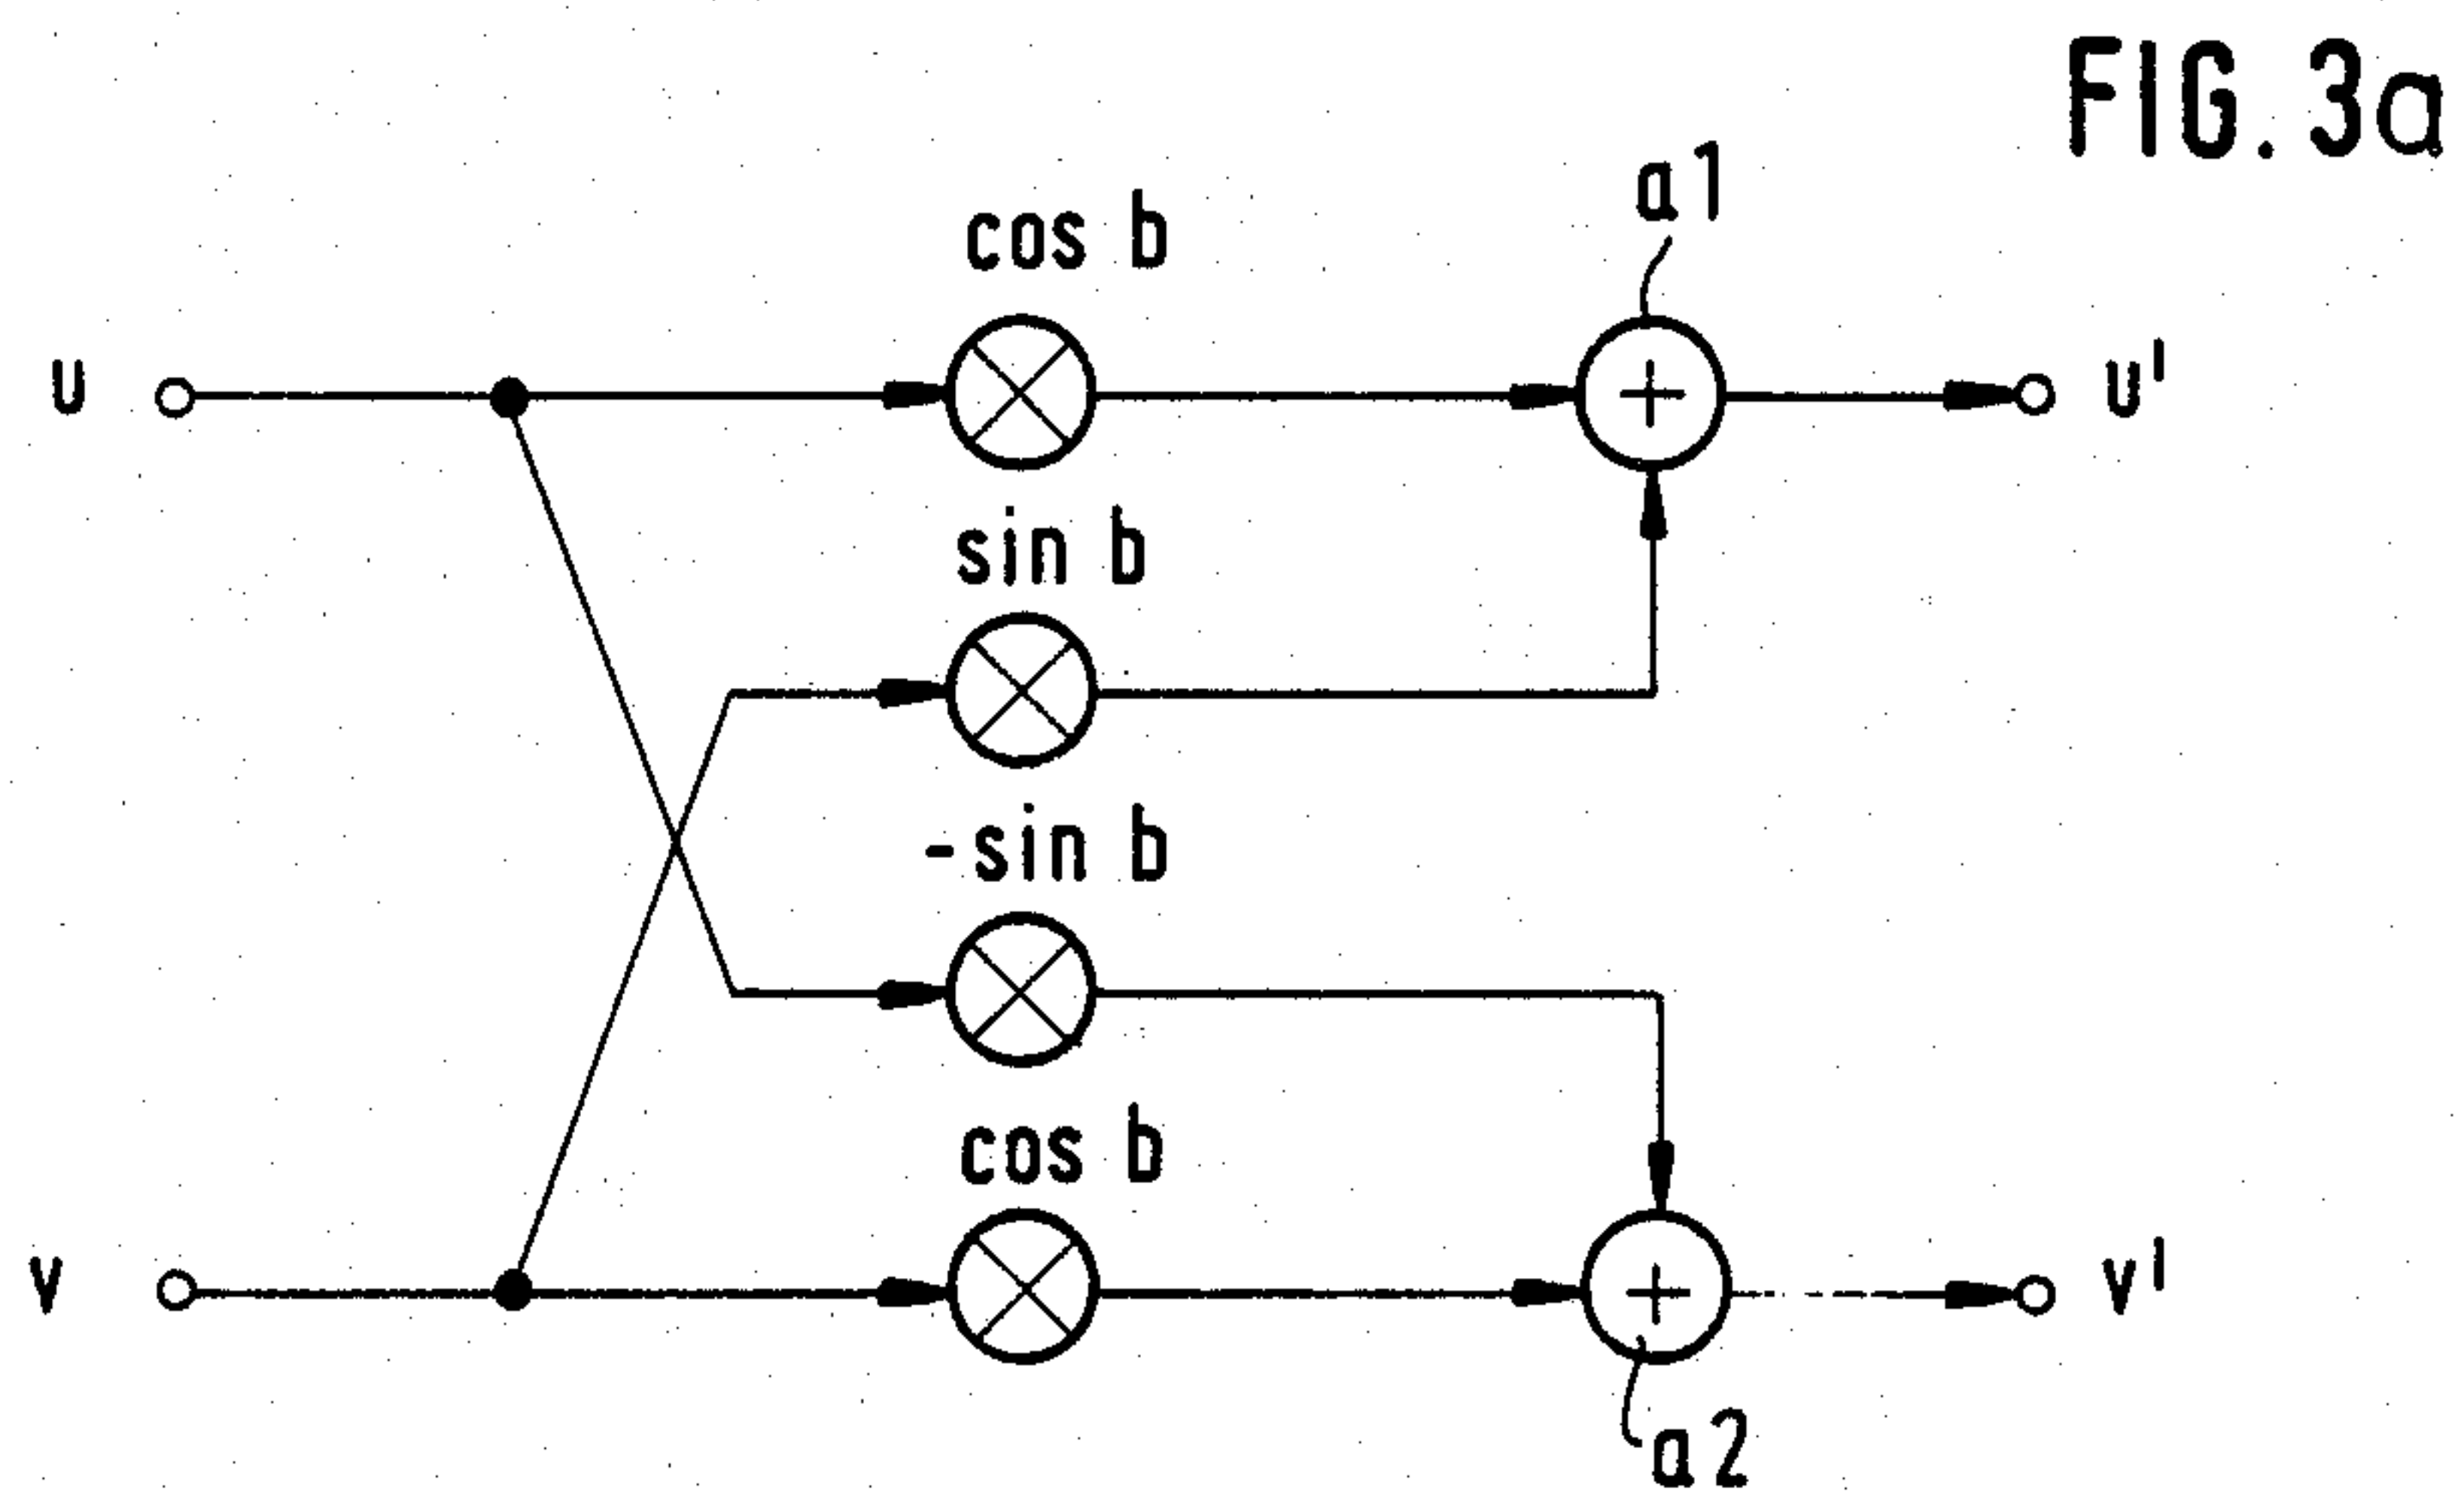 FIG. 3a
a1
cos b
u
u'
sin b
-sin b
cos b
v
v'
a2